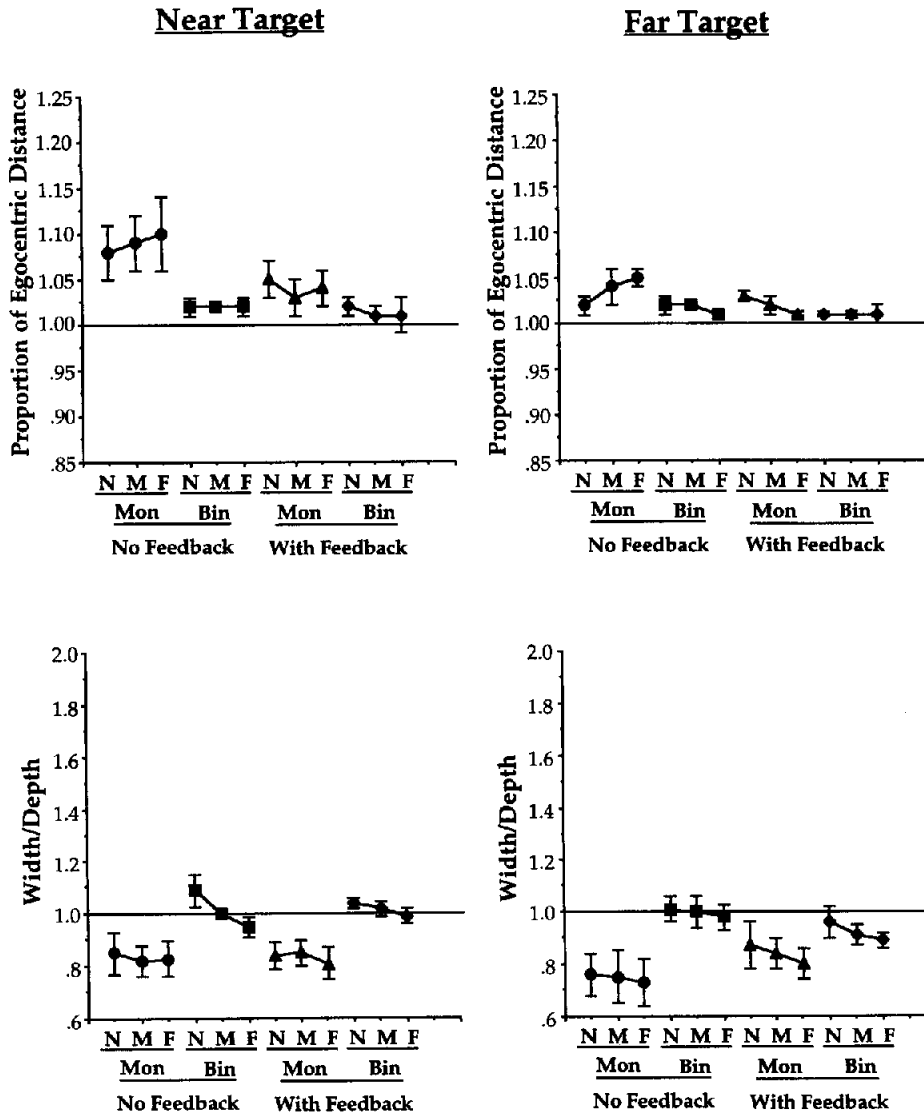 Near Target
Proportion of Egocentric Distance
1.25
1.20
1.15
1.10
1.05
1.00
.95
.90
.85
N M F N M F N M F N M F
Mon Bin Mon Bin
No Feedback With Feedback
Far Target
Proportion of Egocentric Distance
1.25
1.20
1.15
1.10
1.05
1.00
.95
.90
.85
N M F N M F N M F N M F
Mon Bin Mon Bin
No Feedback With Feedback
Width/Depth
2.0
1.8
1.6
1.4
1.2
1.0
.8
.6
N M F N M F N M F N M F
Mon Bin Mon Bin
No Feedback With Feedback
Width/Depth
2.0
1.8
1.6
1.4
1.2
1.0
.8
.6
N M F N M F N M F N M F
Mon Bin Mon Bin
No Feedback With Feedback